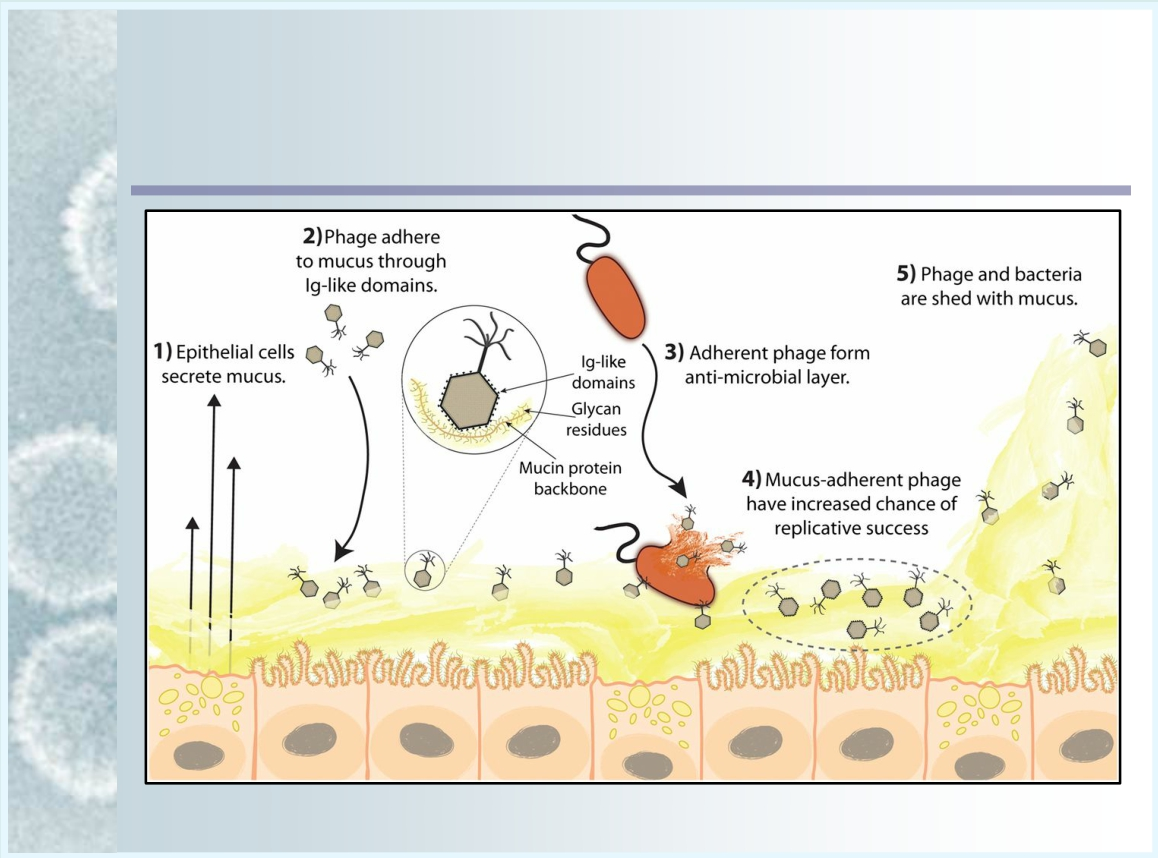 1) Epithelial cells
secrete mucus.
2) Phage adhere
to mucus through
Ig-like domains.
Ig-like
domains
Glycan
residues
Mucin protein
backbone
3) Adherent phage form
anti-microbial layer.
4) Mucus-adherent phage
have increased chance of
replicative success
5) Phage and bacteria
are shed with mucus.